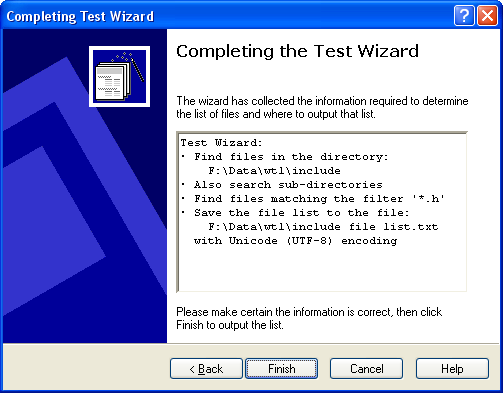 Completing Test Wizard
Completing the Test Wizard
The wizard has collected the information required to determine
the list of files and where to output that list.
Test Wizard:
· Find files in the directory:
F:\Data\wtl\include
· Also search sub-directories
· Find files matching the filter '*.h'
· Save the file list to the file:
F:\Data\wtl\include file list.txt
with Unicode (UTF-8) encoding
Please make certain the information is correct, then click
Finish to output the list.
< Back Finish Cancel Help